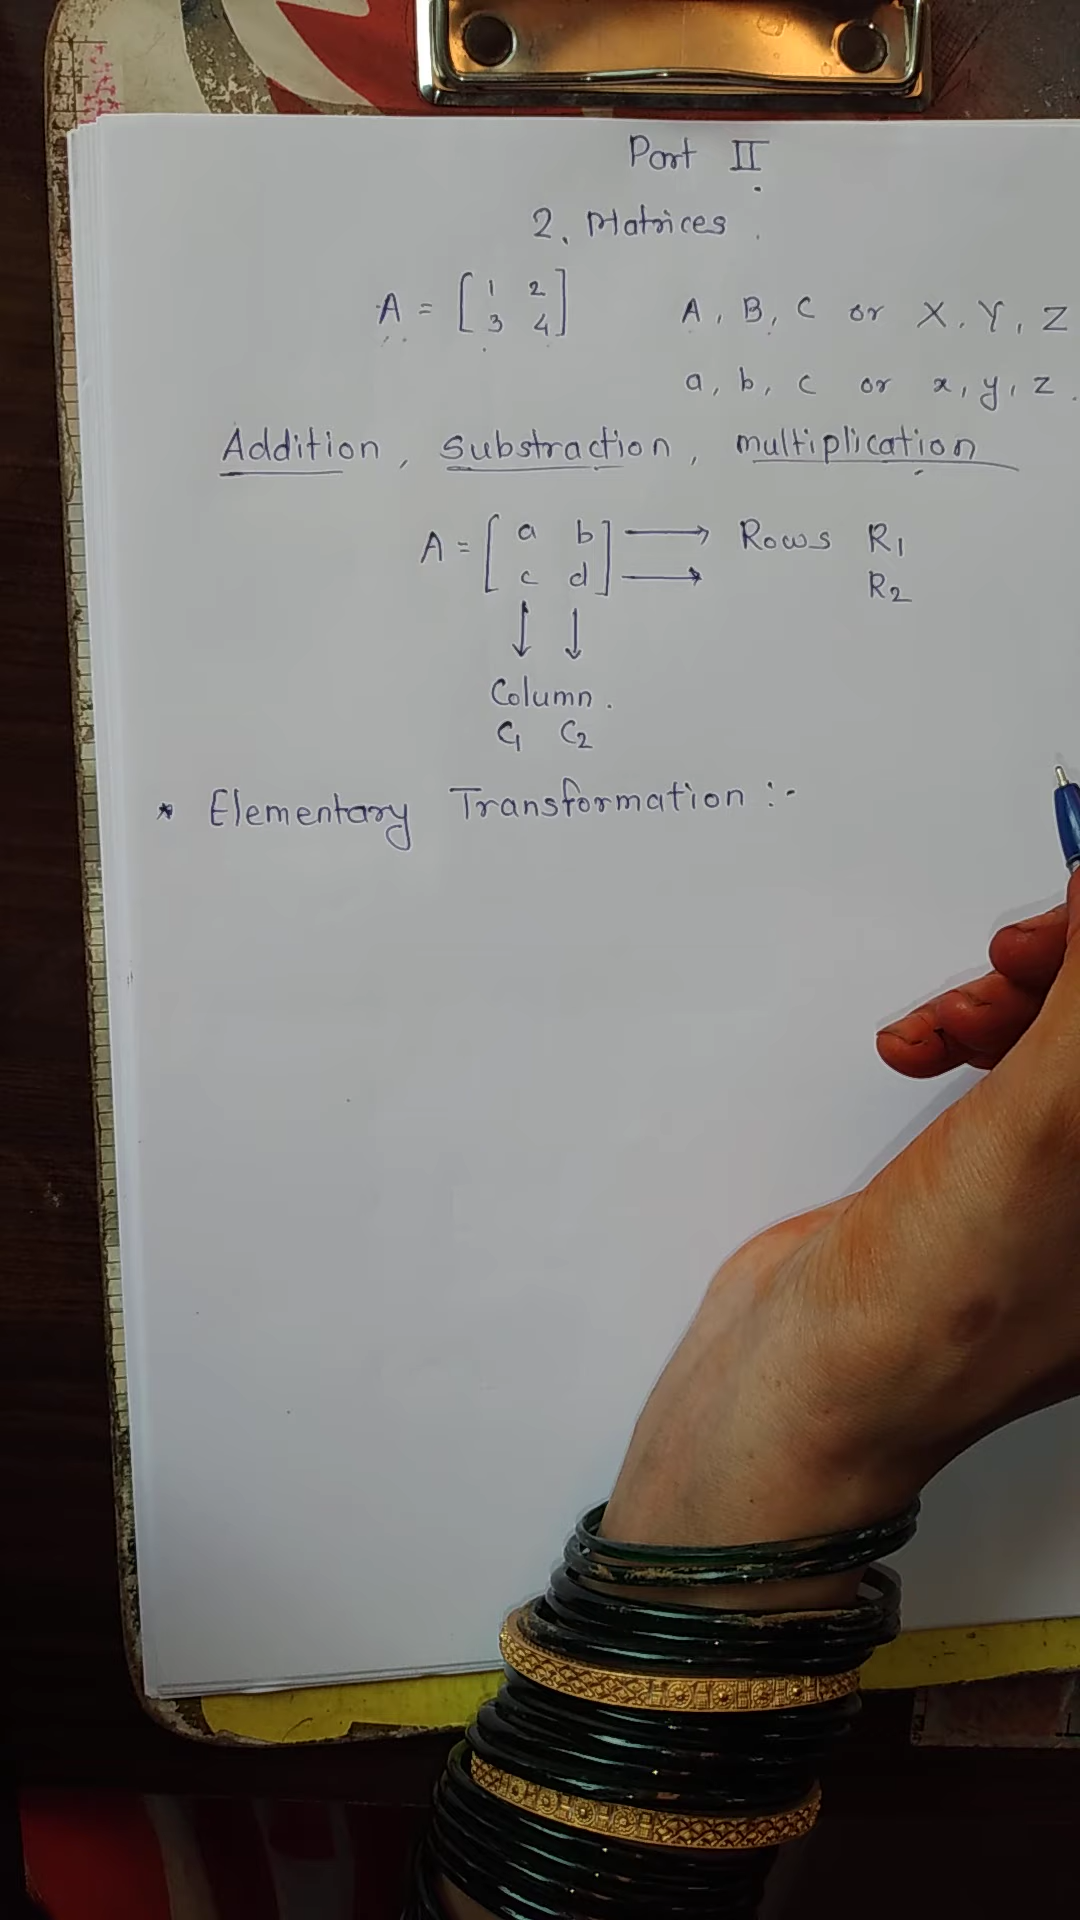 Part II
2. Matrices
A = [ 1 2 A, B, C or X, Y, Z
3 4 ]
a, b, c or x, y, z.
Addition, Substraction, multiplication
A = [ a b → Rows R1
c d ] → R2
↓ ↓
Column.
C1 C2
* Elementary Transformation :-